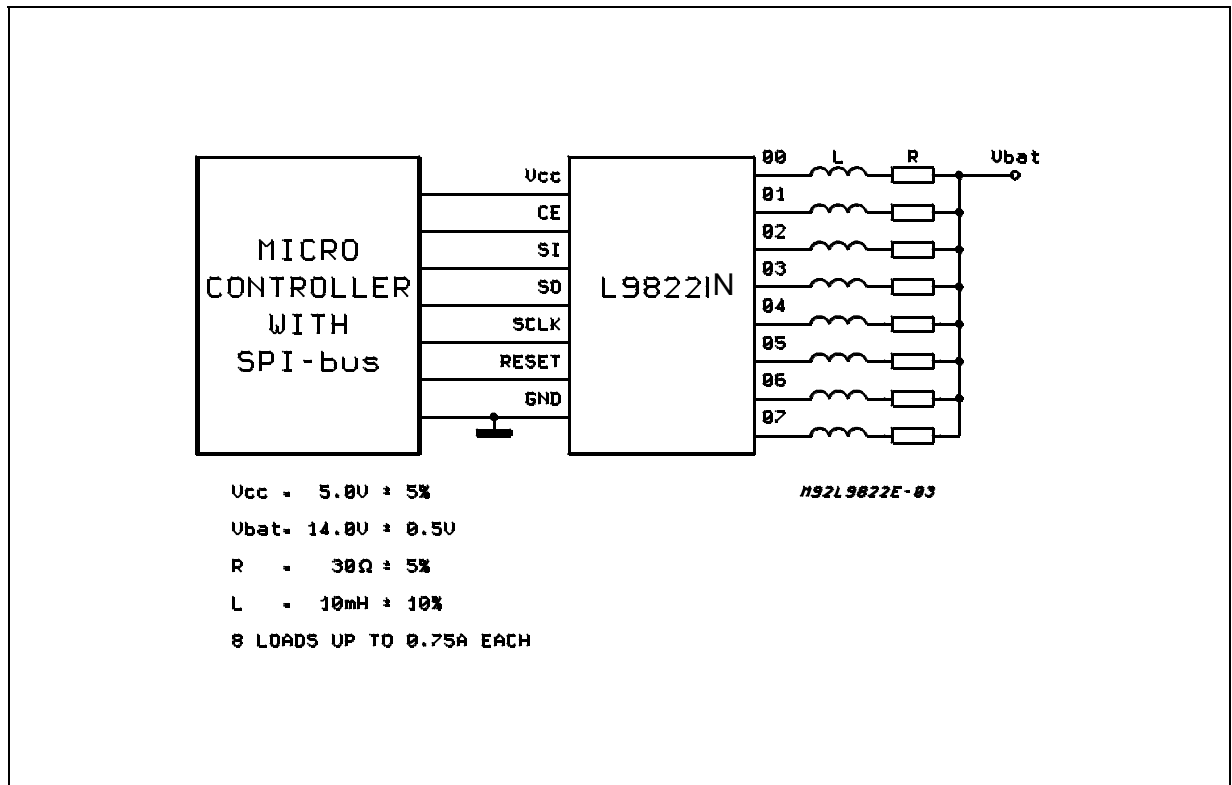 MICRO
CONTROLLER
WITH
SPI-bus
Vcc
CE
SI
SO
SCLK
RESET
GND
L9822IN
00
01
02
03
04
05
06
07
L
R
Vbat
Vcc = 5.0V ± 5%
Vbat= 14.0V ± 0.5V
R = 30Ω ± 5%
L = 10mH ± 10%
8 LOADS UP TO 0.75A EACH
M92L9822E-03